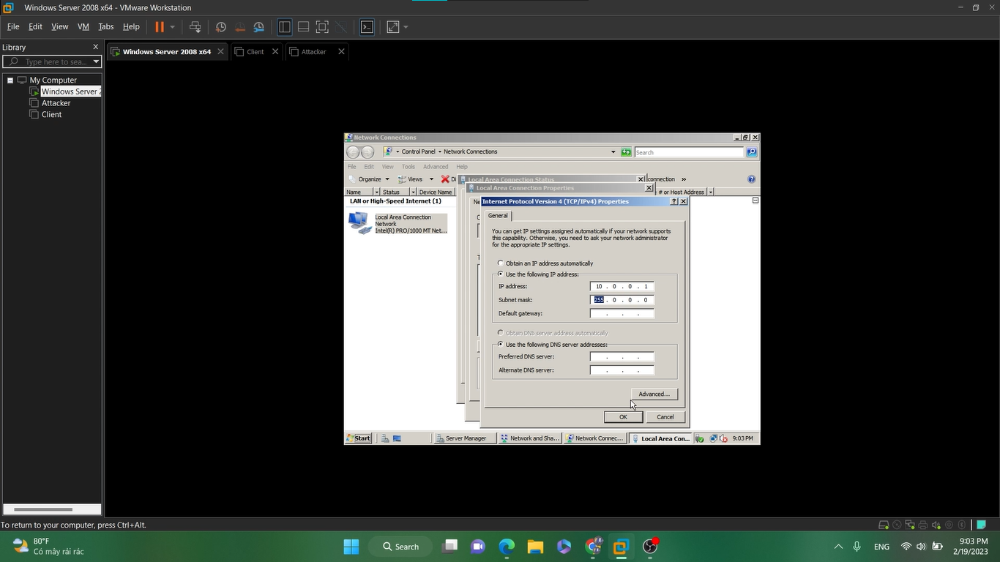 Windows Server 2008 x64 - VMware Workstation
File Edit View VM Tabs Help
Library
Type here to sea...
Windows Server 2008 x64
Client
Attacker
My Computer
Windows Server 2
Attacker
Client
Network Connections
Control Panel Network Connections
Search
File Edit View Tools Advanced Help
Organize Views Di
Local Area Connection Status
connection »
Name Status Device Name
Local Area Connection Properties
# or Host Address
LAN or High-Speed Internet (1)
Local Area Connection
Network
Intel(R) PRO/1000 MT Net...
Ne
Internet Protocol Version 4 (TCP/IPv4) Properties
General
You can get IP settings assigned automatically if your network supports
this capability. Otherwise, you need to ask your network administrator
for the appropriate IP settings.
Obtain an IP address automatically
Use the following IP address:
IP address: 10 . 0 . 0 . 1
Subnet mask: 255 . 0 . 0 . 0
Default gateway: . . .
Obtain DNS server address automatically
Use the following DNS server addresses:
Preferred DNS server: . . .
Alternate DNS server: . . .
Advanced...
OK Cancel
Start Server Manager Network and Sha... Network Connec... Local Area Con... 9:03 PM
To return to your computer, press Ctrl+Alt.
80°F
Có mây rải rác
Search
ENG
9:03 PM
2/19/2023